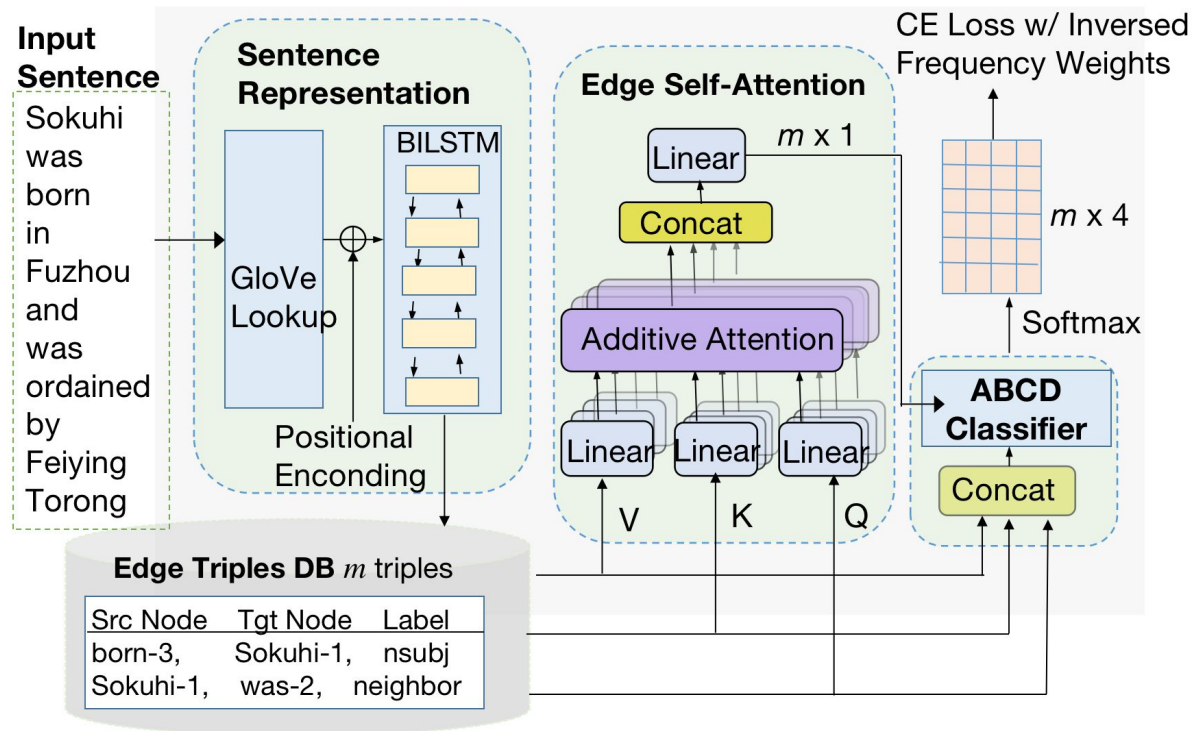 Input
Sentence
Sokuhi
was
born
in
Fuzhou
and
was
ordained
by
Feiying
Torong
Sentence
Representation
GloVe
Lookup
BILSTM
Positional
Enconding
Edge Self-Attention
Linear
m x 1
Concat
Additive Attention
Linear Linear Linear
V K Q
CE Loss w/ Inversed
Frequency Weights
m x 4
Softmax
ABCD
Classifier
Concat
Edge Triples DB m triples
Src Node Tgt Node Label
born-3, Sokuhi-1, nsubj
Sokuhi-1, was-2, neighbor